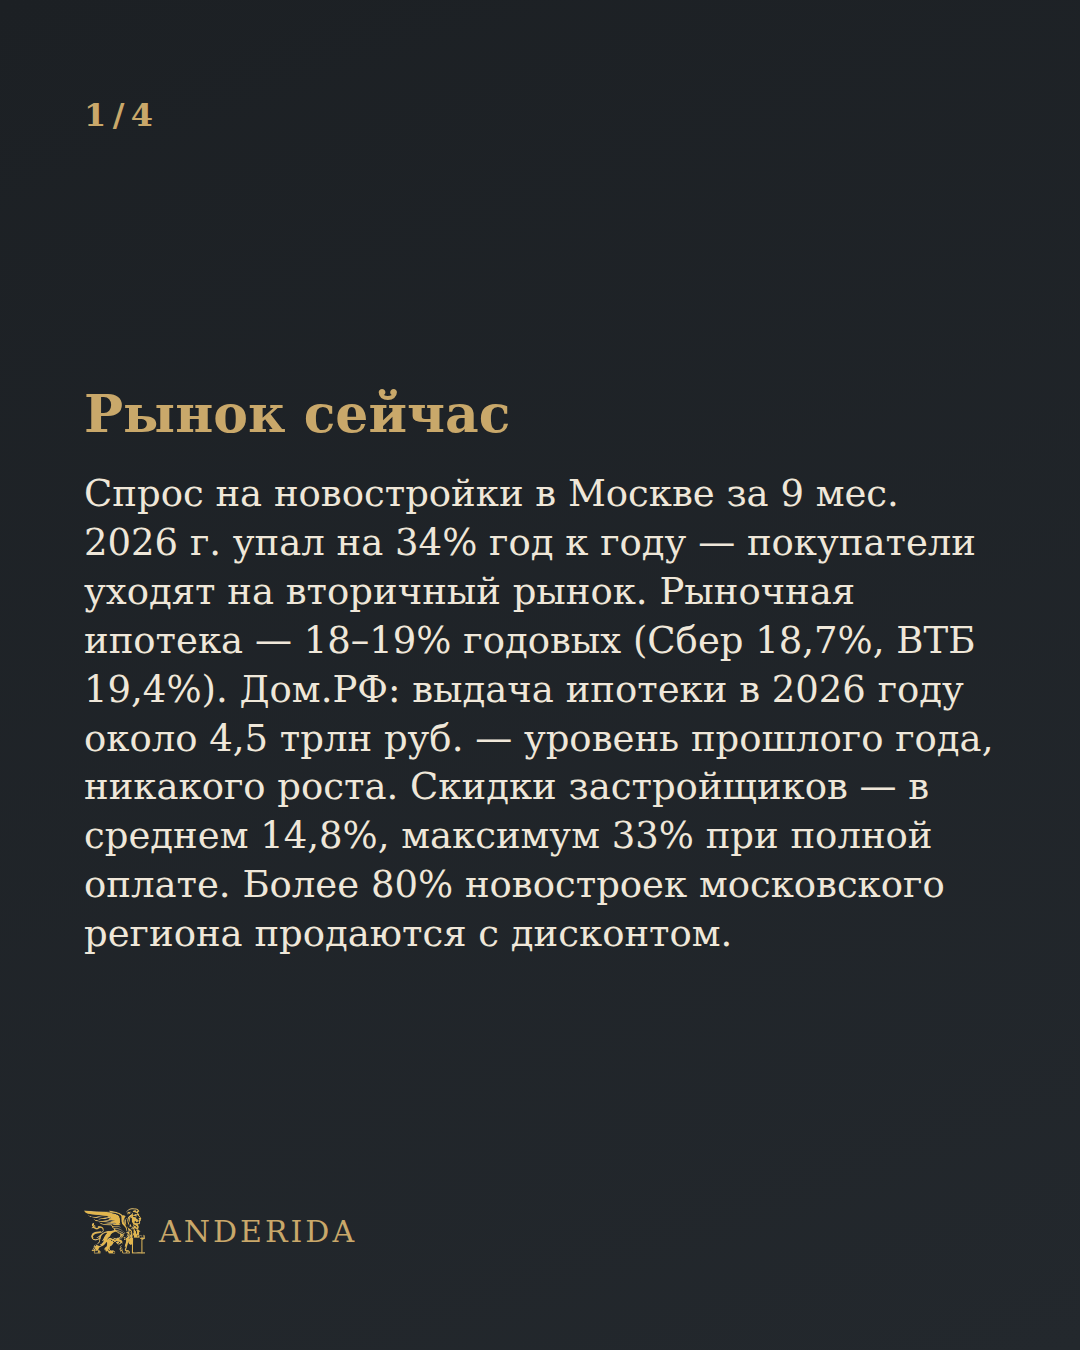 1/4
Рынок сейчас
Спрос на новостройки в Москве за 9 мес.
2026 г. упал на 34% год к году — покупатели
уходят на вторичный рынок. Рыночная
ипотека — 18–19% годовых (Сбер 18,7%, ВТБ
19,4%). Дом.РФ: выдача ипотеки в 2026 году
около 4,5 трлн руб. — уровень прошлого года,
никакого роста. Скидки застройщиков — в
среднем 14,8%, максимум 33% при полной
оплате. Более 80% новостроек московского
региона продаются с дисконтом.
ANDERIDA